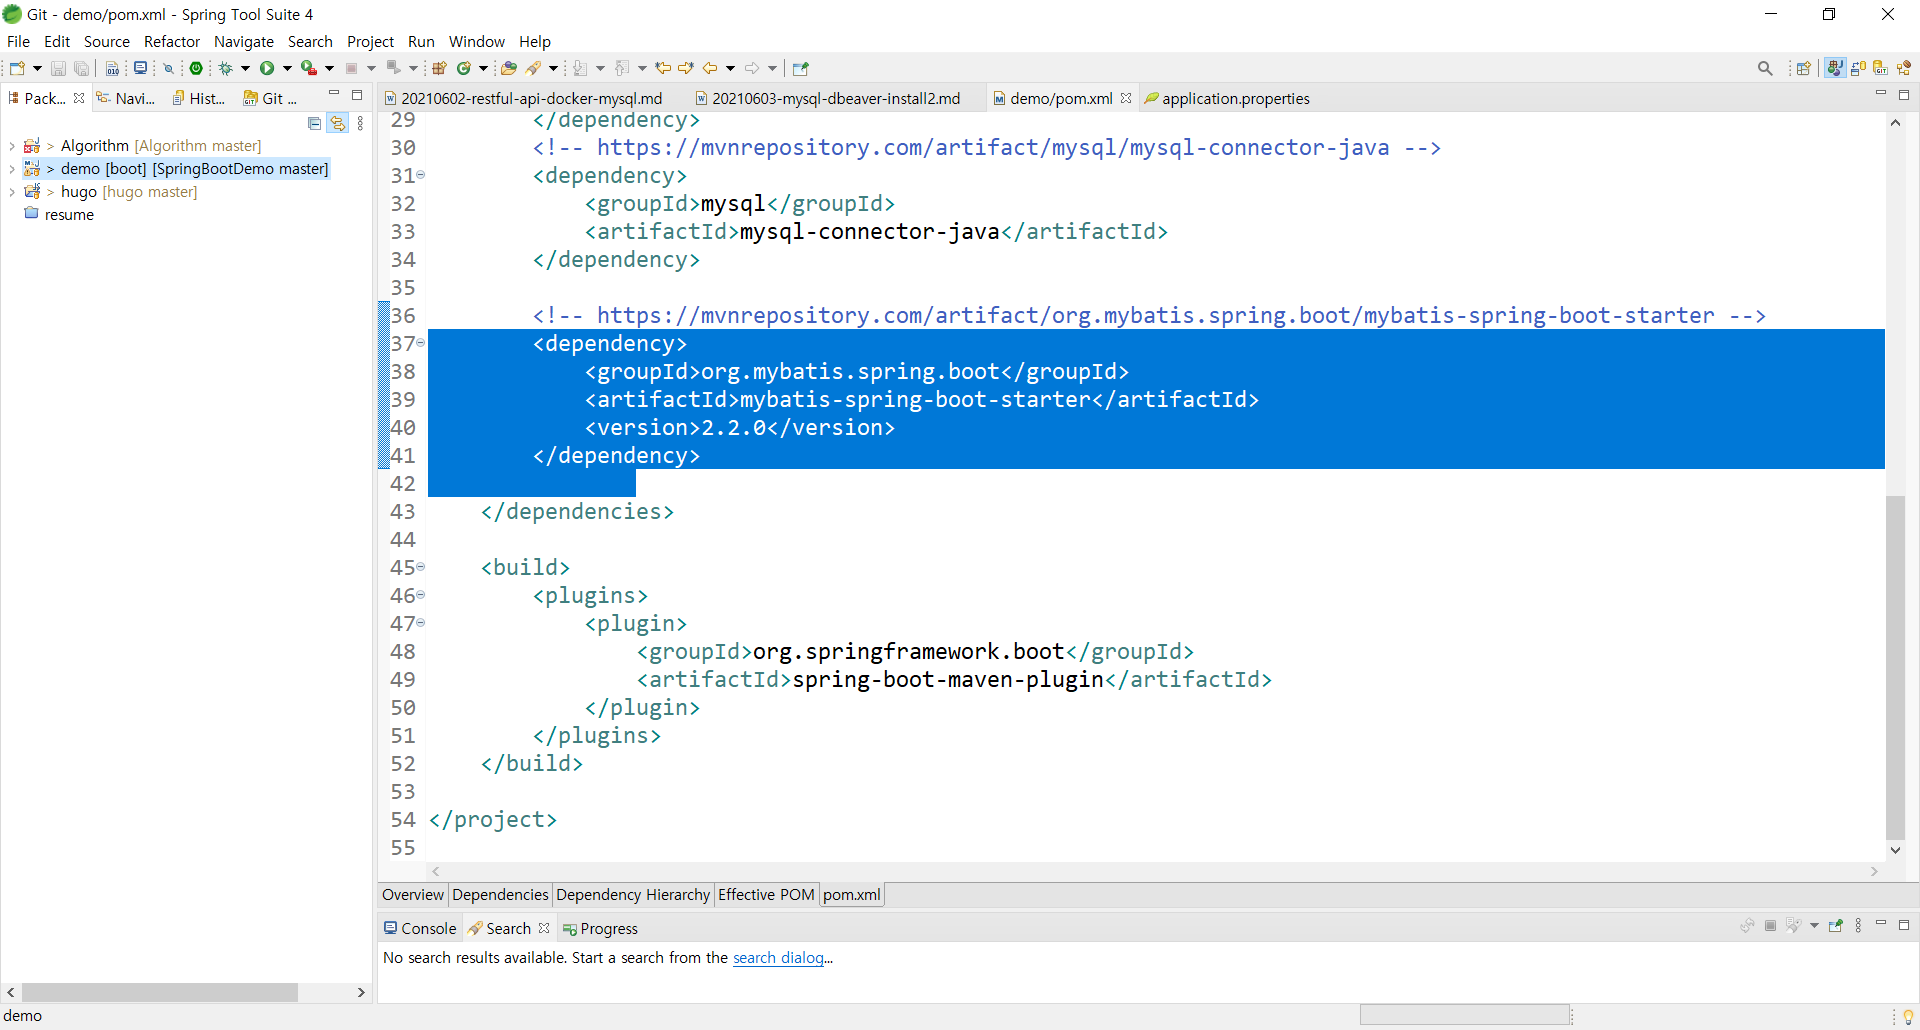 Git - demo/pom.xml - Spring Tool Suite 4
File Edit Source Refactor Navigate Search Project Run Window Help
Pack... Navi... Hist... Git ...
> Algorithm [Algorithm master]
> demo [boot] [SpringBootDemo master]
> hugo [hugo master]
resume
20210602-restful-api-docker-mysql.md 20210603-mysql-dbeaver-install2.md demo/pom.xml application.properties
29 </dependency>
30 <!-- https://mvnrepository.com/artifact/mysql/mysql-connector-java -->
31 <dependency>
32 <groupId>mysql</groupId>
33 <artifactId>mysql-connector-java</artifactId>
34 </dependency>
35
36 <!-- https://mvnrepository.com/artifact/org.mybatis.spring.boot/mybatis-spring-boot-starter -->
37 <dependency>
38 <groupId>org.mybatis.spring.boot</groupId>
39 <artifactId>mybatis-spring-boot-starter</artifactId>
40 <version>2.2.0</version>
41 </dependency>
42
43 </dependencies>
44
45 <build>
46 <plugins>
47 <plugin>
48 <groupId>org.springframework.boot</groupId>
49 <artifactId>spring-boot-maven-plugin</artifactId>
50 </plugin>
51 </plugins>
52 </build>
53
54 </project>
55
Overview Dependencies Dependency Hierarchy Effective POM pom.xml
Console Search Progress
No search results available. Start a search from the search dialog...
demo